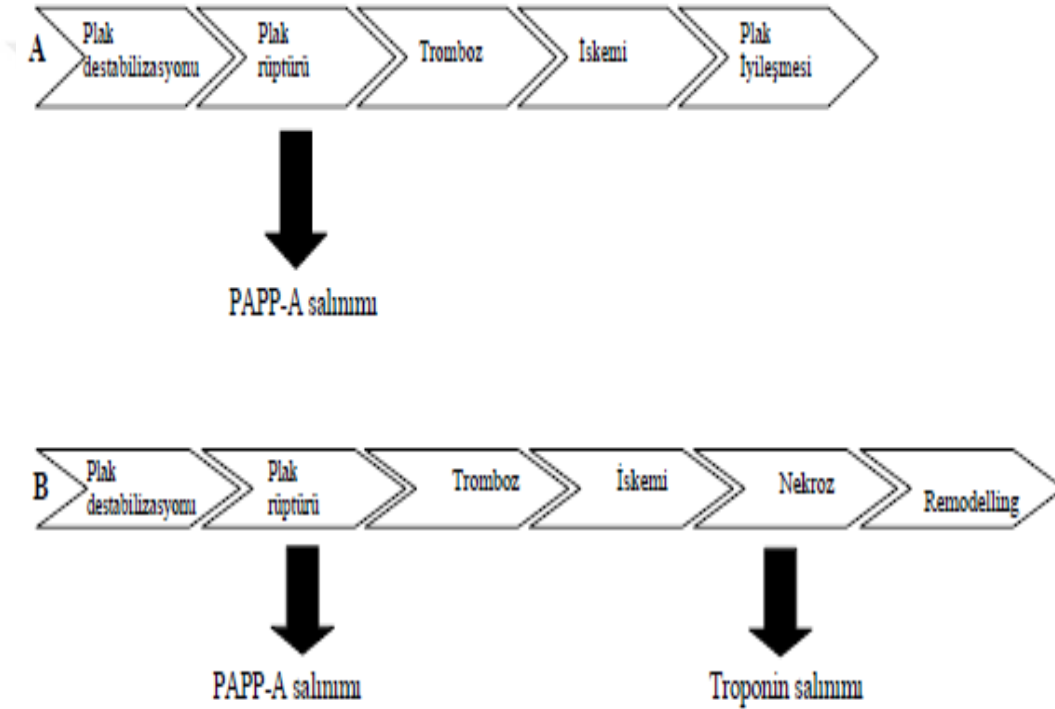 A
Plak
destabilizasyonu
Plak
rüptürü
Tromboz
İskemi
Plak
İyileşmesi
PAPP-A salınımı
B
Plak
destabilizasyonu
Plak
rüptürü
Tromboz
İskemi
Nekroz
Remodelling
PAPP-A salınımı
Troponin salınımı